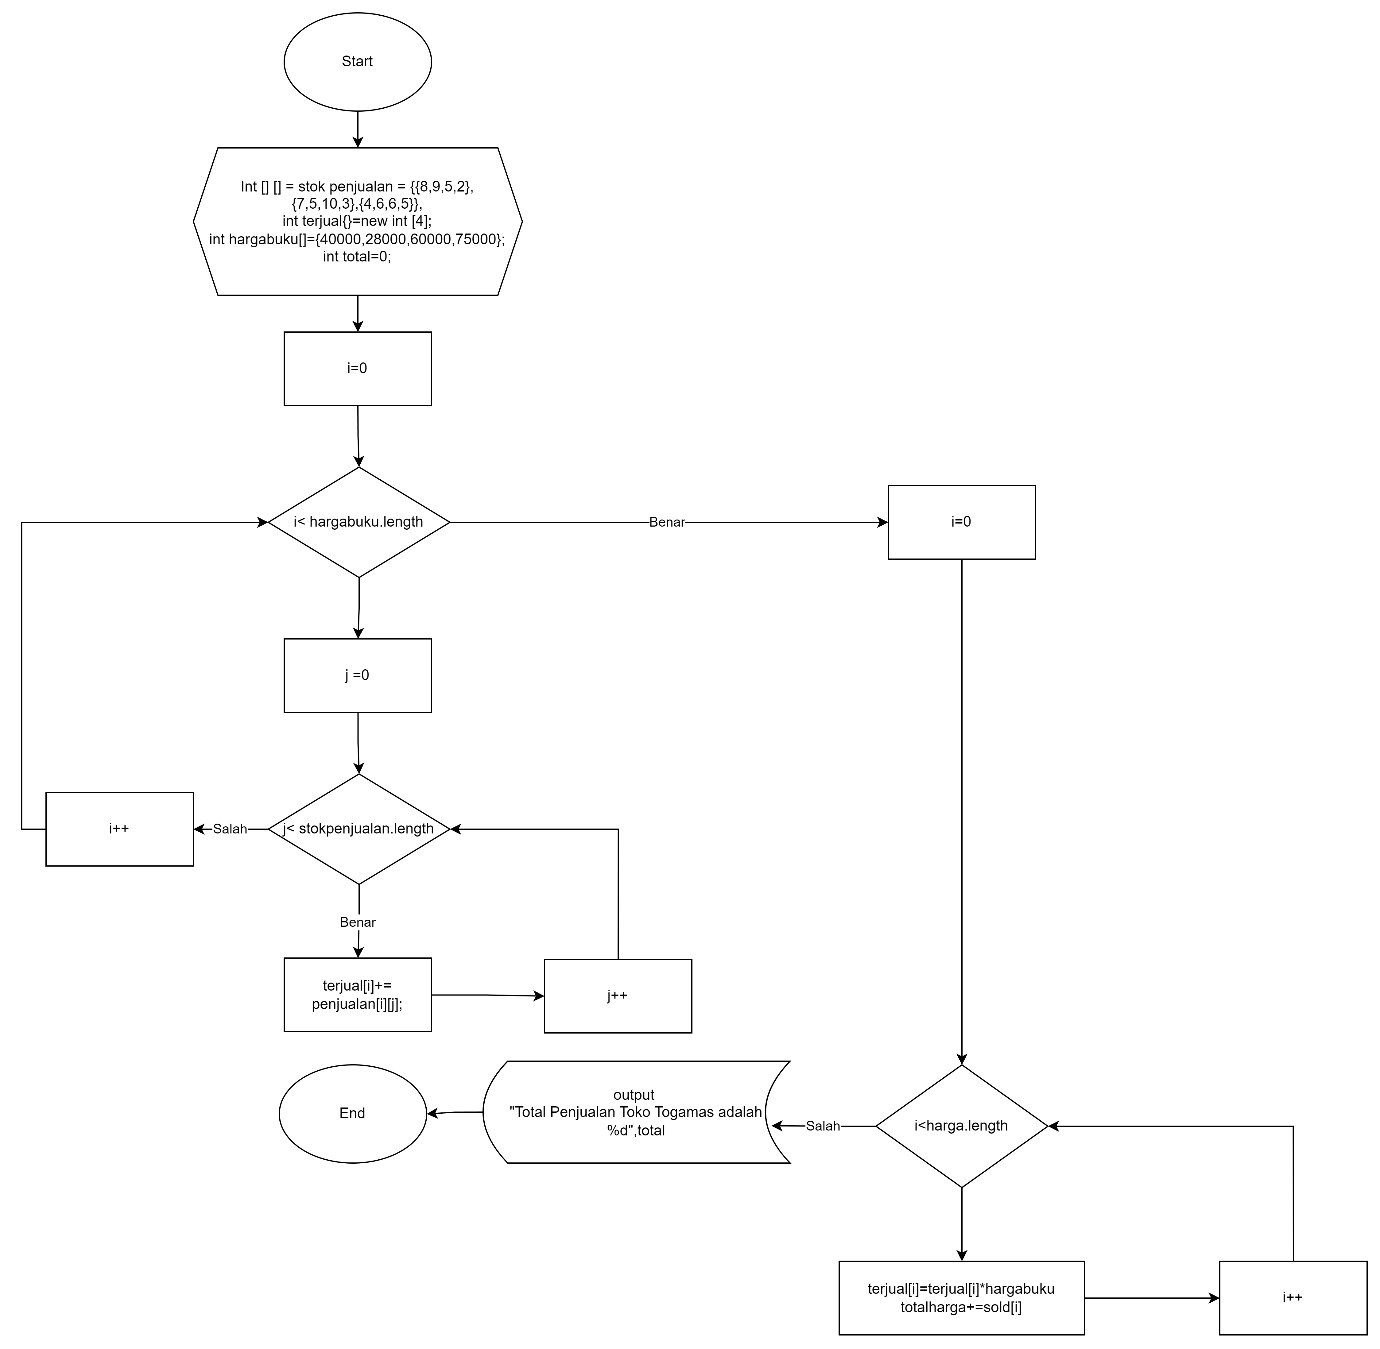 Start
Int [] [] = stok penjualan = {{8,9,5,2},
{7,5,10,3},{4,6,6,5}},
int terjual{}=new int [4];
int hargabuku[]={40000,28000,60000,75000};
int total=0;
i=0
i< hargabuku.length
Benar
i=0
j =0
j< stokpenjualan.length
Salah
i++
Benar
terjual[i]+=
penjualan[i][j];
j++
i<harga.length
Salah
output
"Total Penjualan Toko Togamas adalah
%d",total
End
terjual[i]=terjual[i]*hargabuku
totalharga+=sold[i]
i++